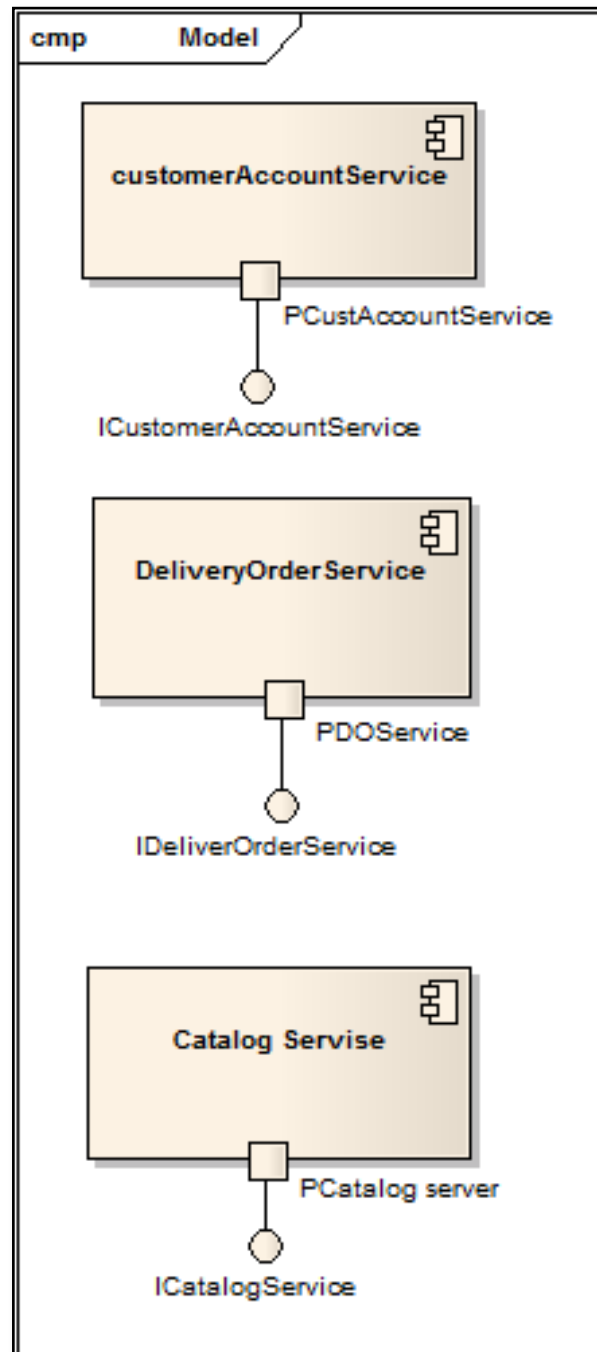 cmp Model
customerAccountService
PCustAccountService
ICustomerAccountService
DeliveryOrderService
PDOService
IDeliverOrderService
Catalog Servise
PCatalog server
ICatalogService